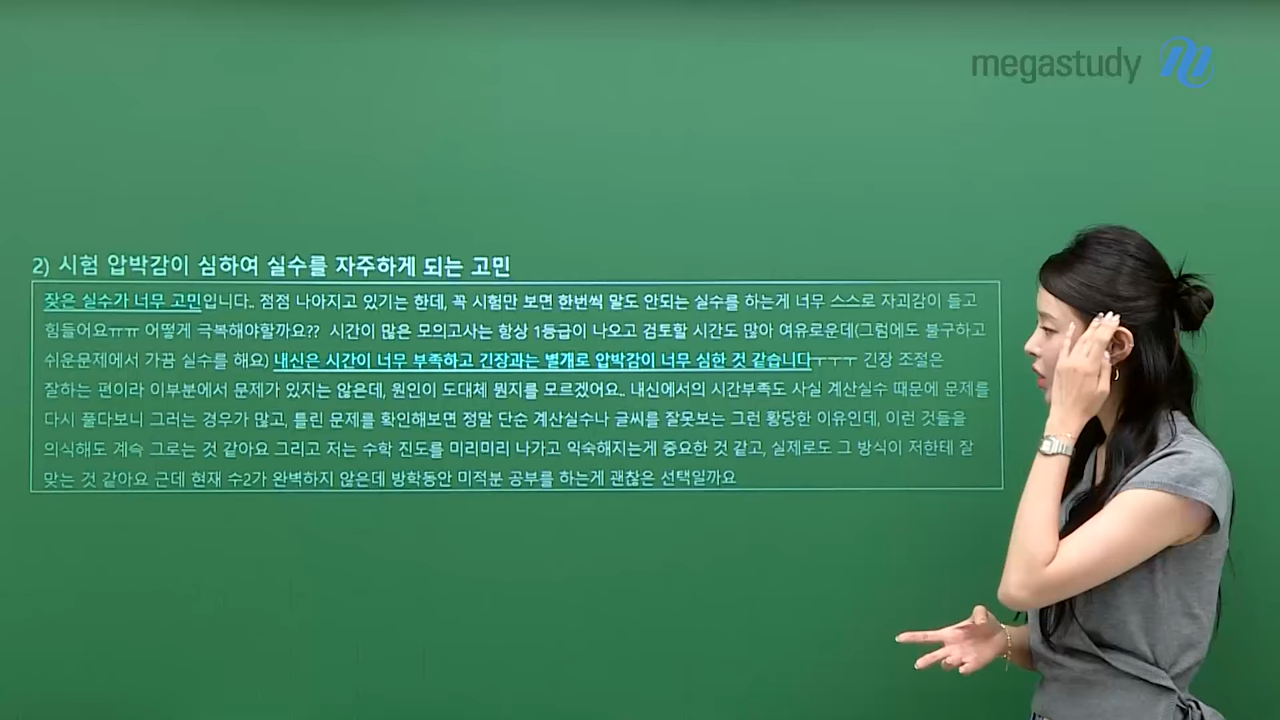 megastudy
2) 시험 압박감이 심하여 실수를 자주하게 되는 고민
잦은 실수가 너무 고민입니다.. 점점 나아지고 있기는 한데, 꼭 시험만 보면 한번씩 말도 안되는 실수를 하는게 너무 스스로 자괴감이 들고
힘들어요ㅠㅠ 어떻게 극복해야할까요?? 시간이 많은 모의고사는 항상 1등급이 나오고 검토할 시간도 많아 여유로운데(그럼에도 불구하고
쉬운문제에서 가끔 실수를 해요) 내신은 시간이 너무 부족하고 긴장과는 별개로 압박감이 너무 심한 것 같습니다ㅜㅜㅜ 긴장 조절은
잘하는 편이라 이부분에서 문제가 있지는 않은데, 원인이 도대체 뭔지를 모르겠어요.. 내신에서의 시간부족도 사실 계산실수 때문에 문제를
다시 풀다보니 그러는 경우가 많고, 틀린 문제를 확인해보면 정말 단순 계산실수나 글씨를 잘못보는 그런 황당한 이유인데, 이런 것들을
의식해도 계속 그로는 것 같아요 그리고 저는 수학 진도를 미리미리 나가고 익숙해지는게 중요한 것 같고, 실제로도 그 방식이 저한테 잘
맞는 것 같아요 근데 현재 수2가 완벽하지 않은데 방학동안 미적분 공부를 하는게 괜찮은 선택일까요